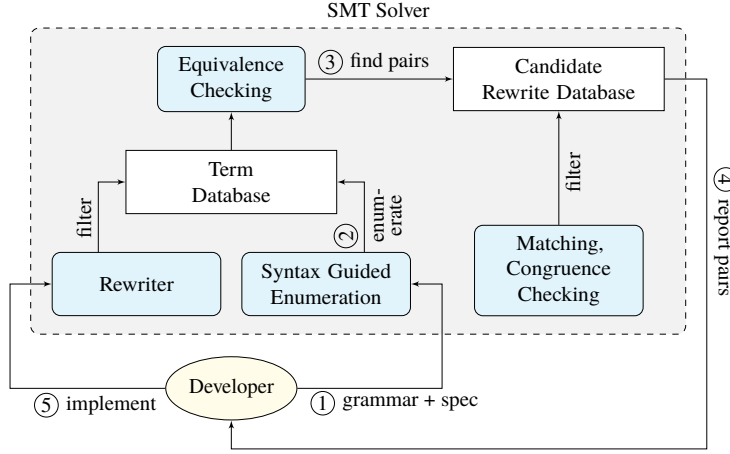 SMT Solver
Equivalence
Checking
③ find pairs
Candidate
Rewrite Database
Term
Database
filter
②
enum-
erate
filter
④ report pairs
Rewriter
Syntax Guided
Enumeration
Matching,
Congruence
Checking
Developer
⑤ implement
① grammar + spec